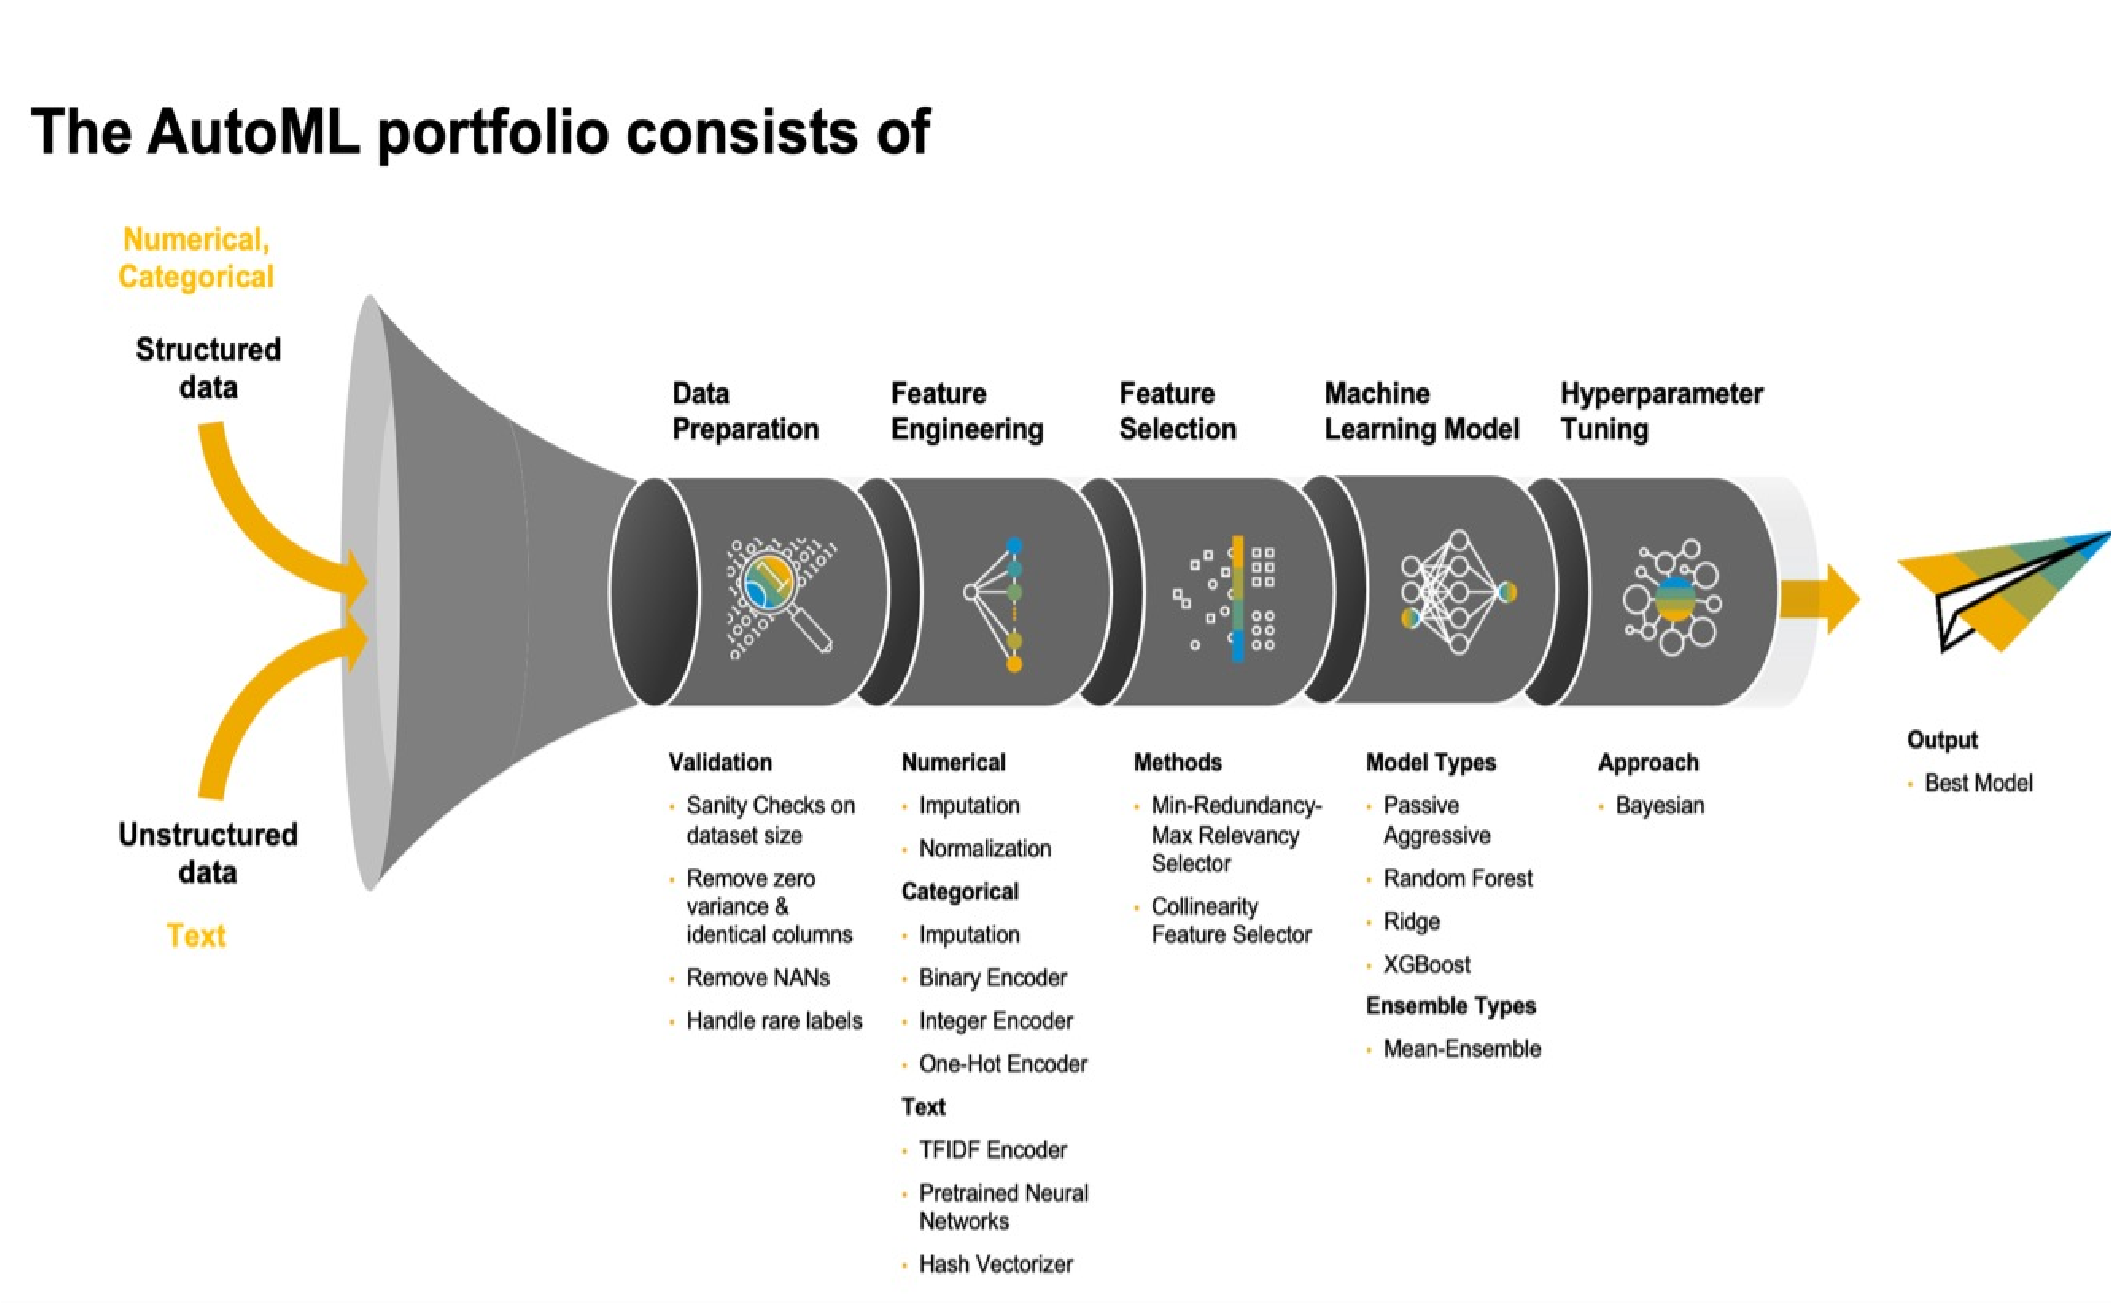 The AutoML portfolio consists of
Numerical,
Categorical
Structured
data
Unstructured
data
Text
Data
Preparation
Feature
Engineering
Feature
Selection
Machine
Learning Model
Hyperparameter
Tuning
Validation
Sanity Checks on
dataset size
Remove zero
variance &
identical columns
Remove NANs
Handle rare labels
Numerical
Imputation
Normalization
Categorical
Imputation
Binary Encoder
Integer Encoder
One-Hot Encoder
Text
TFIDF Encoder
Pretrained Neural
Networks
Hash Vectorizer
Methods
Min-Redundancy-
Max Relevancy
Selector
Collinearity
Feature Selector
Model Types
Passive
Aggressive
Random Forest
Ridge
XGBoost
Ensemble Types
Mean-Ensemble
Approach
Bayesian
Output
Best Model